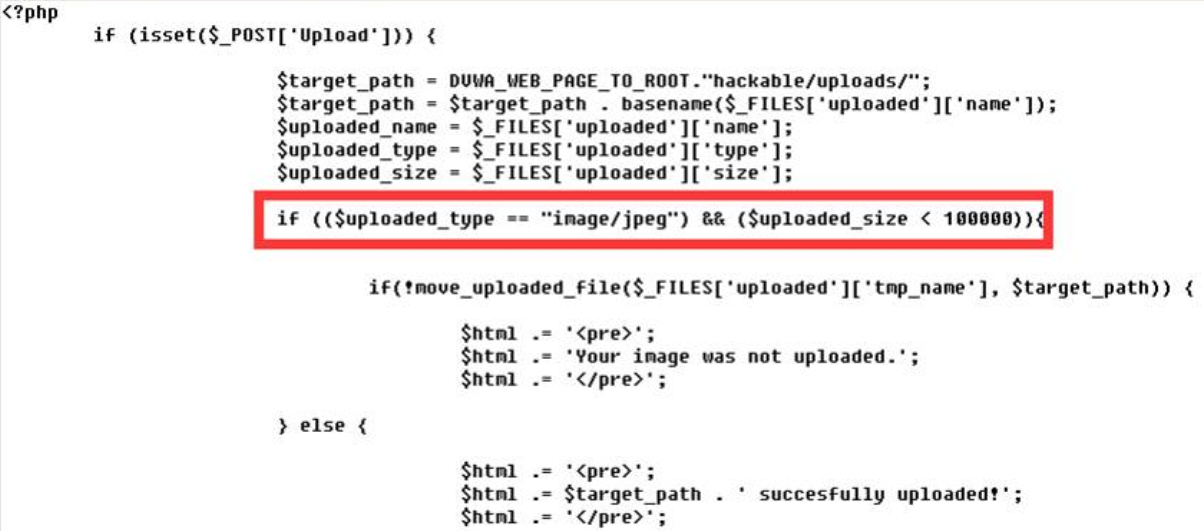 <?php
if (isset($_POST['Upload'])) {
$target_path = DVWA_WEB_PAGE_TO_ROOT."hackable/uploads/";
$target_path = $target_path . basename($_FILES['uploaded']['name']);
$uploaded_name = $_FILES['uploaded']['name'];
$uploaded_type = $_FILES['uploaded']['type'];
$uploaded_size = $_FILES['uploaded']['size'];
if (($uploaded_type == "image/jpeg") && ($uploaded_size < 100000)){
if(!move_uploaded_file($_FILES['uploaded']['tmp_name'], $target_path)) {
$html .= '<pre>';
$html .= 'Your image was not uploaded.';
$html .= '</pre>';
} else {
$html .= '<pre>';
$html .= $target_path . ' succesfully uploaded!';
$html .= '</pre>';